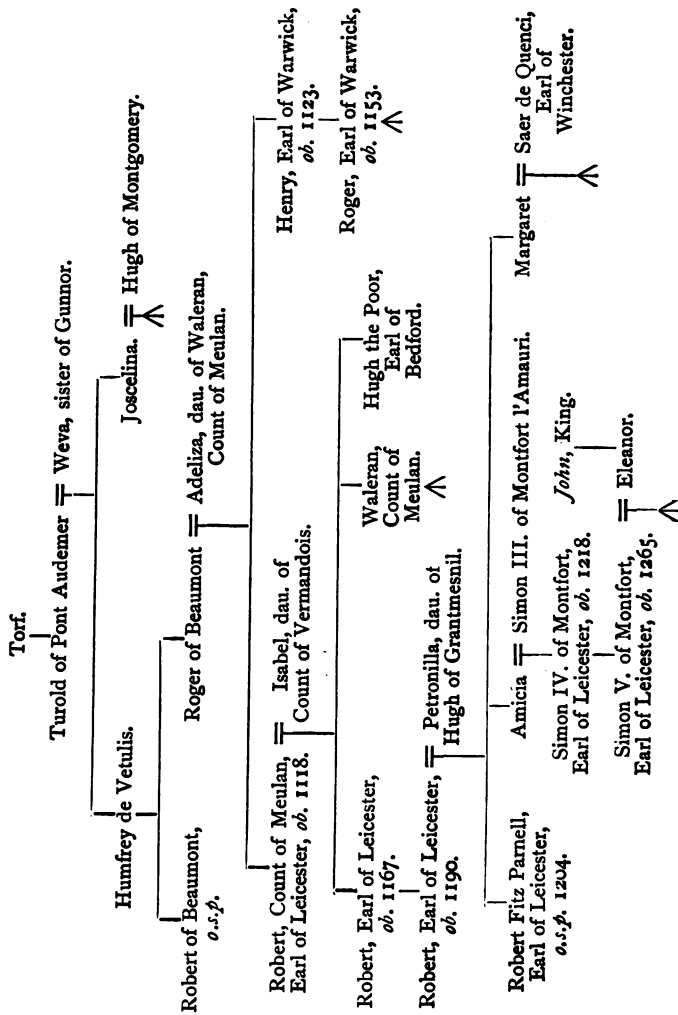 Torf.
Turold of Pont Audemer = Weva, sister of Gunnor.
Humfrey de Vetulis.
Joscelina. = Hugh of Montgomery.
Robert of Beaumont,
o.s.p.
Roger of Beaumont = Adeliza, dau. of Waleran,
Count of Meulan.
Robert, Count of Meulan,
Earl of Leicester, ob. 1118.
= Isabel, dau. of
Count of Vermandois.
Henry, Earl of Warwick,
ob. 1123.
Roger, Earl of Warwick,
ob. 1153.
Robert, Earl of Leicester,
ob. 1167.
Waleran,
Count of
Meulan.
Hugh the Poor,
Earl of
Bedford.
Robert, Earl of Leicester,
ob. 1190.
= Petronilla, dau. of
Hugh of Grantmesnil.
Robert Fitz Parnell,
Earl of Leicester,
o.s.p. 1204.
Amicia = Simon III. of Montfort l'Amauri.
Margaret = Saer de Quenci,
Earl of
Winchester.
Simon IV. of Montfort,
Earl of Leicester, ob. 1218.
John, King.
Simon V. of Montfort,
Earl of Leicester, ob. 1265.
= Eleanor.